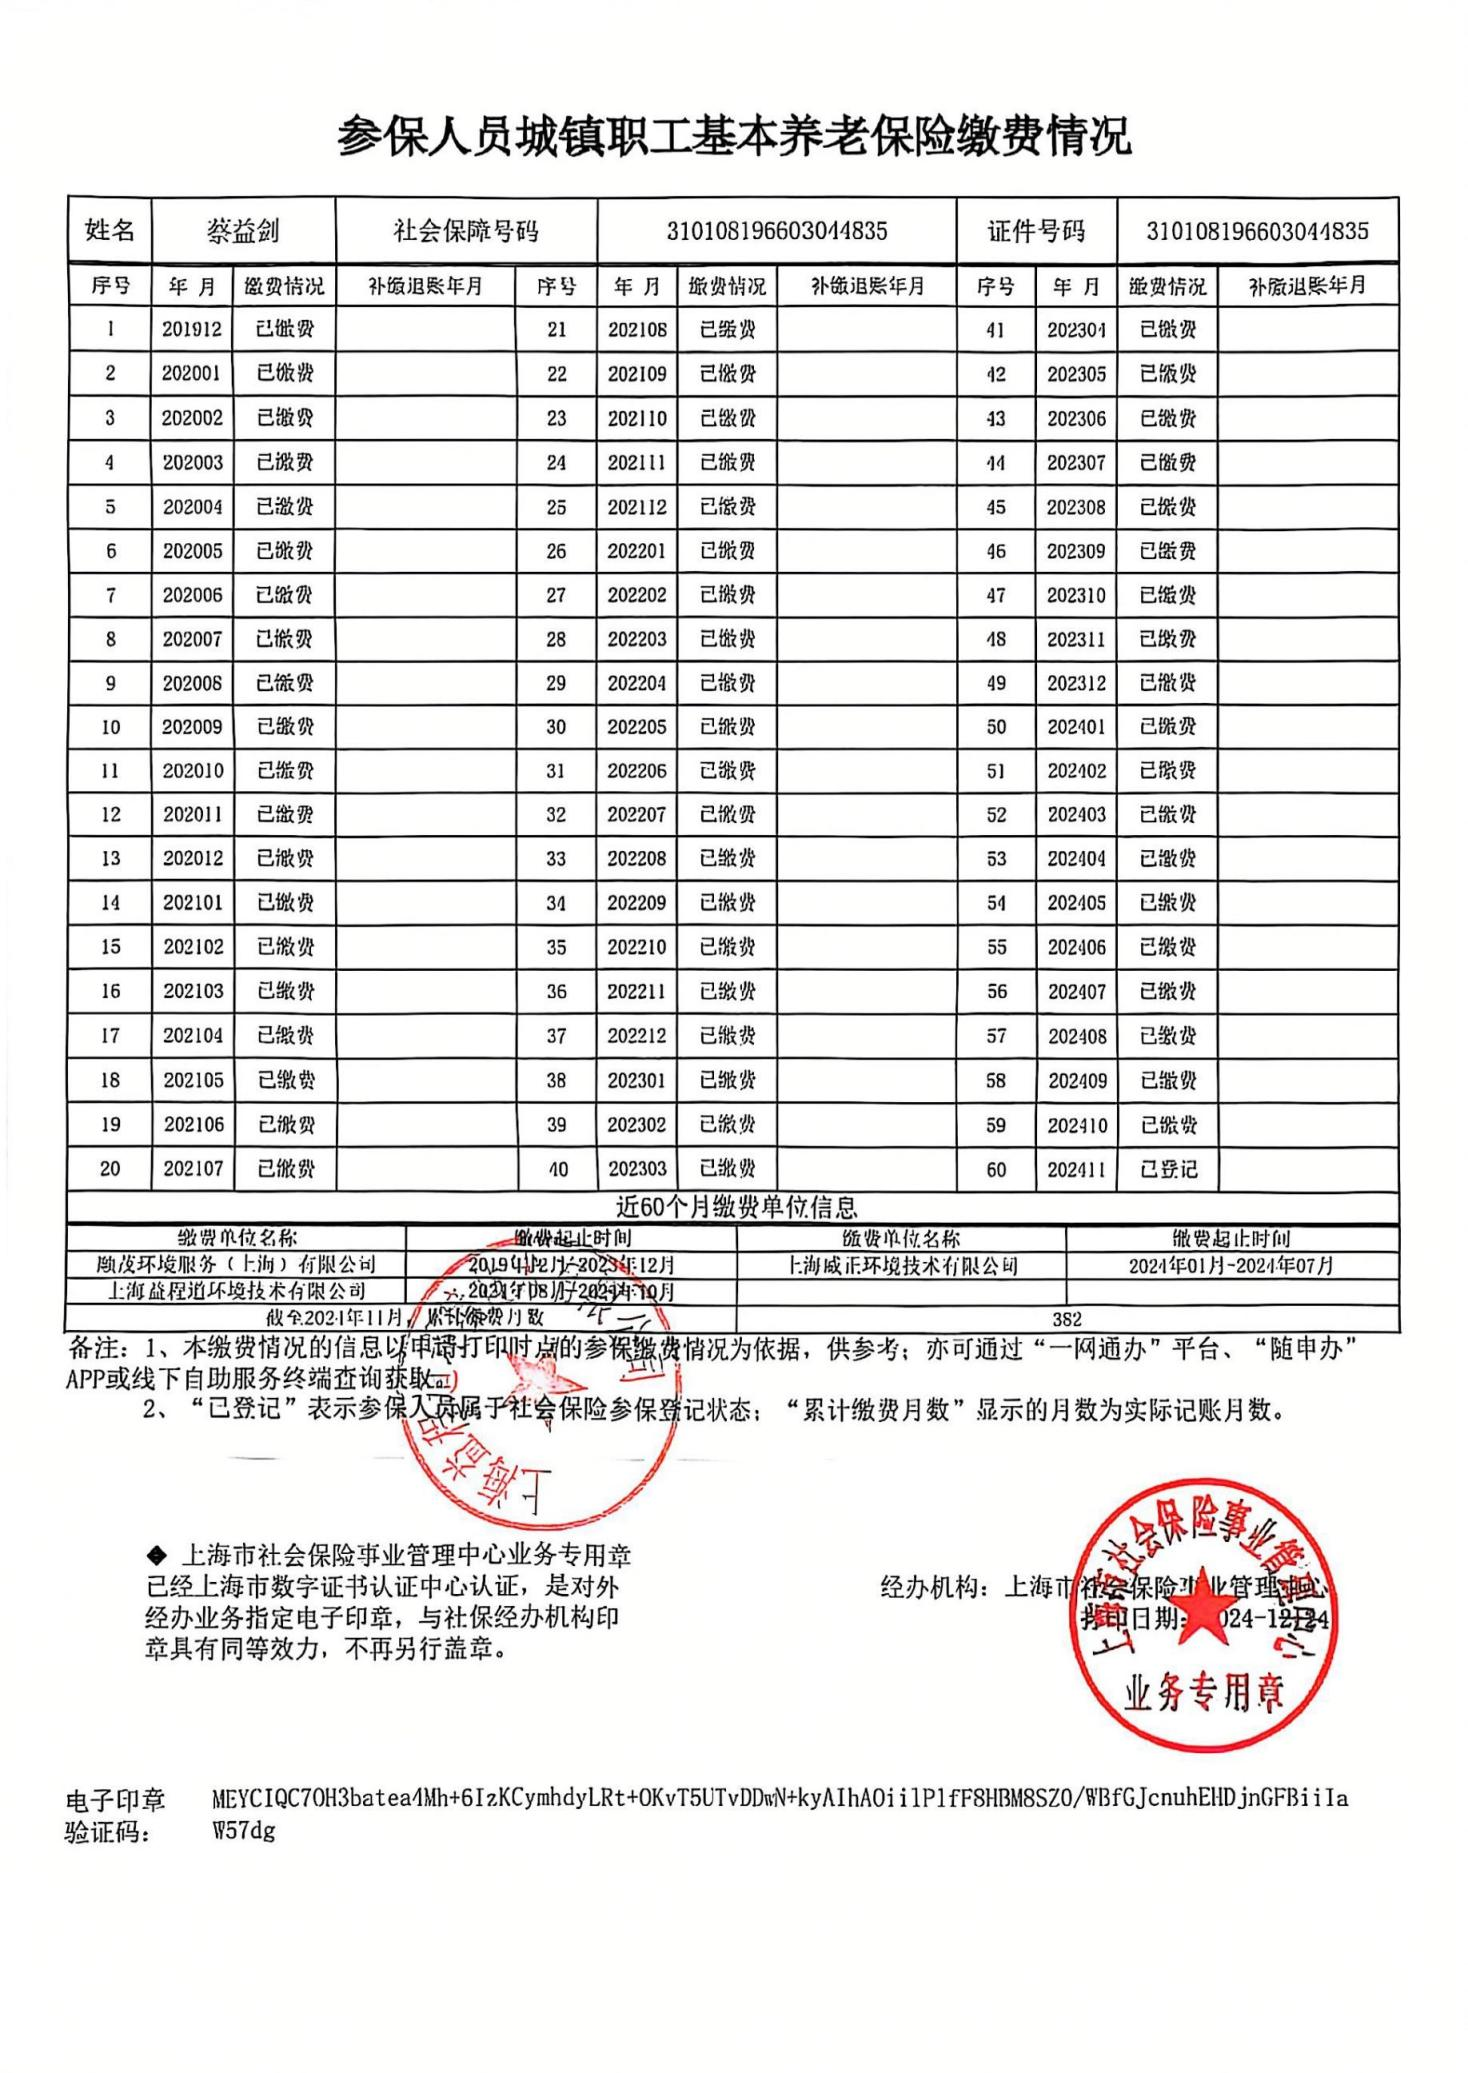 参保人员城镇职工基本养老保险缴费情况
姓名 蔡益剑 社会保障号码 310108196603044835 证件号码 310108196603044835
序号 年 月 缴费情况 补缴退账年月 序号 年 月 缴费情况 补缴退账年月 序号 年 月 缴费情况 补缴退账年月
1 201912 已缴费 21 202108 已缴费 41 202304 已缴费
2 202001 已缴费 22 202109 已缴费 42 202305 已缴费
3 202002 已缴费 23 202110 已缴费 43 202306 已缴费
4 202003 已缴费 24 202111 已缴费 44 202307 已缴费
5 202004 已缴费 25 202112 已缴费 45 202308 已缴费
6 202005 已缴费 26 202201 已缴费 46 202309 已缴费
7 202006 已缴费 27 202202 已缴费 47 202310 已缴费
8 202007 已缴费 28 202203 已缴费 48 202311 已缴费
9 202008 已缴费 29 202204 已缴费 49 202312 已缴费
10 202009 已缴费 30 202205 已缴费 50 202401 已缴费
11 202010 已缴费 31 202206 已缴费 51 202402 已缴费
12 202011 已缴费 32 202207 已缴费 52 202403 已缴费
13 202012 已缴费 33 202208 已缴费 53 202404 已缴费
14 202101 已缴费 34 202209 已缴费 54 202405 已缴费
15 202102 已缴费 35 202210 已缴费 55 202406 已缴费
16 202103 已缴费 36 202211 已缴费 56 202407 已缴费
17 202104 已缴费 37 202212 已缴费 57 202408 已缴费
18 202105 已缴费 38 202301 已缴费 58 202409 已缴费
19 202106 已缴费 39 202302 已缴费 59 202410 已缴费
20 202107 已缴费 40 202303 已缴费 60 202411 已登记
近60个月缴费单位信息
缴费单位名称 缴费起止时间 缴费单位名称 缴费起止时间
颐茂环境服务（上海）有限公司 2019年12月-2023年12月 上海威正环境技术有限公司 2024年01月-2024年07月
上海益程道环境技术有限公司 2024年08月-2024年10月
截至2024年11月，累计缴费月数 382
备注：1、本缴费情况的信息以申请打印时点的参保缴费情况为依据，供参考；亦可通过“一网通办”平台、“随申办”
APP或线下自助服务终端查询获取。
2、“已登记”表示参保人员属于社会保险参保登记状态；“累计缴费月数”显示的月数为实际记账月数。
◆ 上海市社会保险事业管理中心业务专用章
已经上海市数字证书认证中心认证，是对外
经办业务指定电子印章，与社保经办机构印
章具有同等效力，不再另行盖章。
经办机构：上海市社会保险事业管理中心
打印日期：2024-12-24
上海市社会保险事业管理中心
业务专用章
电子印章 MEYCIQC7OH3batea4Mh+6IzKCymhdyLRt+OKvT5UTvDDwN+kyAIhAOii1PlfF8HBM8SZO/WBfGJcnuhEHDjnGFBiiIa
验证码： W57dg